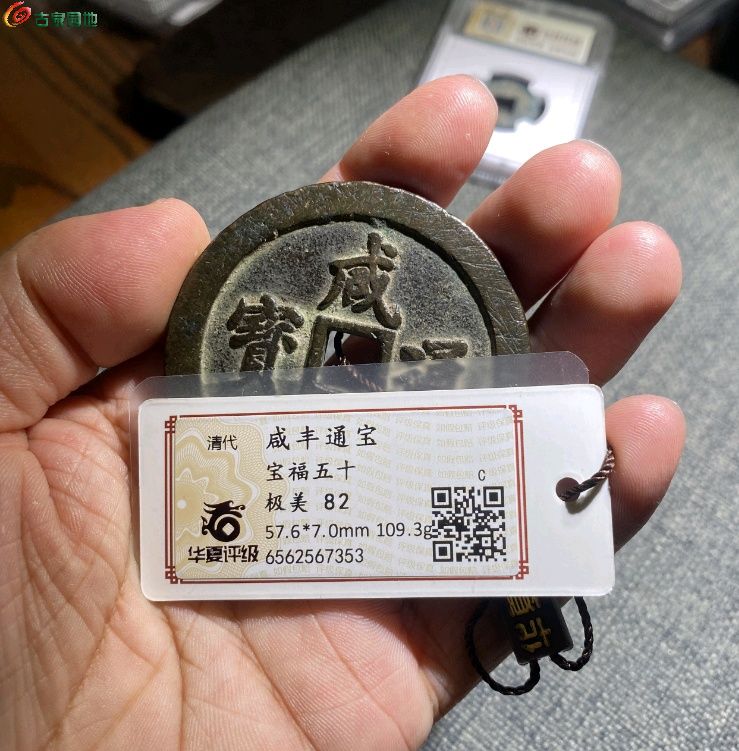 古泉园地
咸
寳
通
清代
咸丰通宝
宝福五十
极美 82
57.6*7.0mm 109.3g
6562567353
华夏评级
C